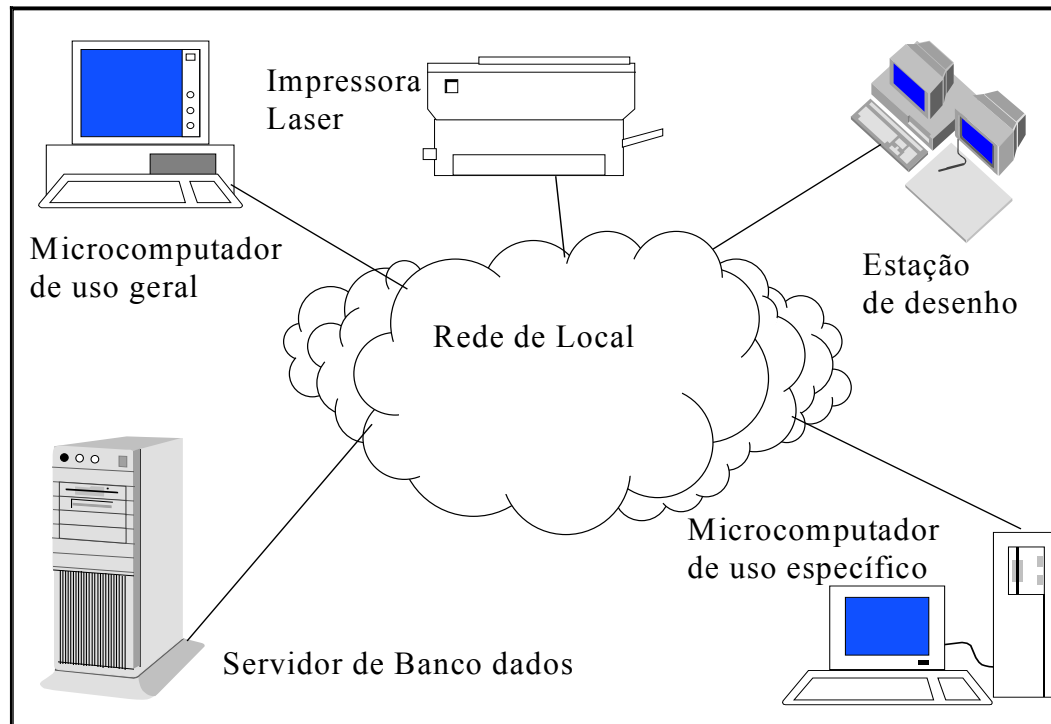 Impressora
Laser
Microcomputador
de uso geral
Estação
de desenho
Rede de Local
Microcomputador
de uso específico
Servidor de Banco dados